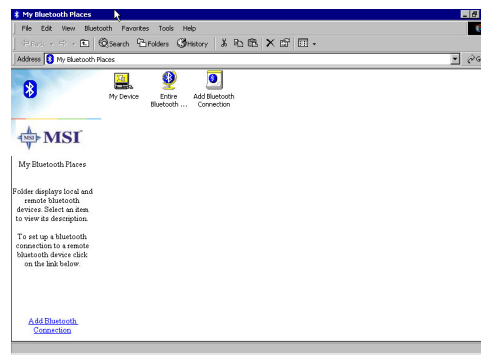 My Bluetooth Places
File Edit View Bluetooth Favorites Tools Help
Back Search Folders History
Address My Bluetooth Places
My Device
Entire
Bluetooth ...
Add Bluetooth
Connection
MSI
MSI
My Bluetooth Places
Folder displays local and
remote bluetooth
devices. Select an item
to view its description.
To set up a bluetooth
connection to a remote
bluetooth device click
on the link below.
Add Bluetooth
Connection